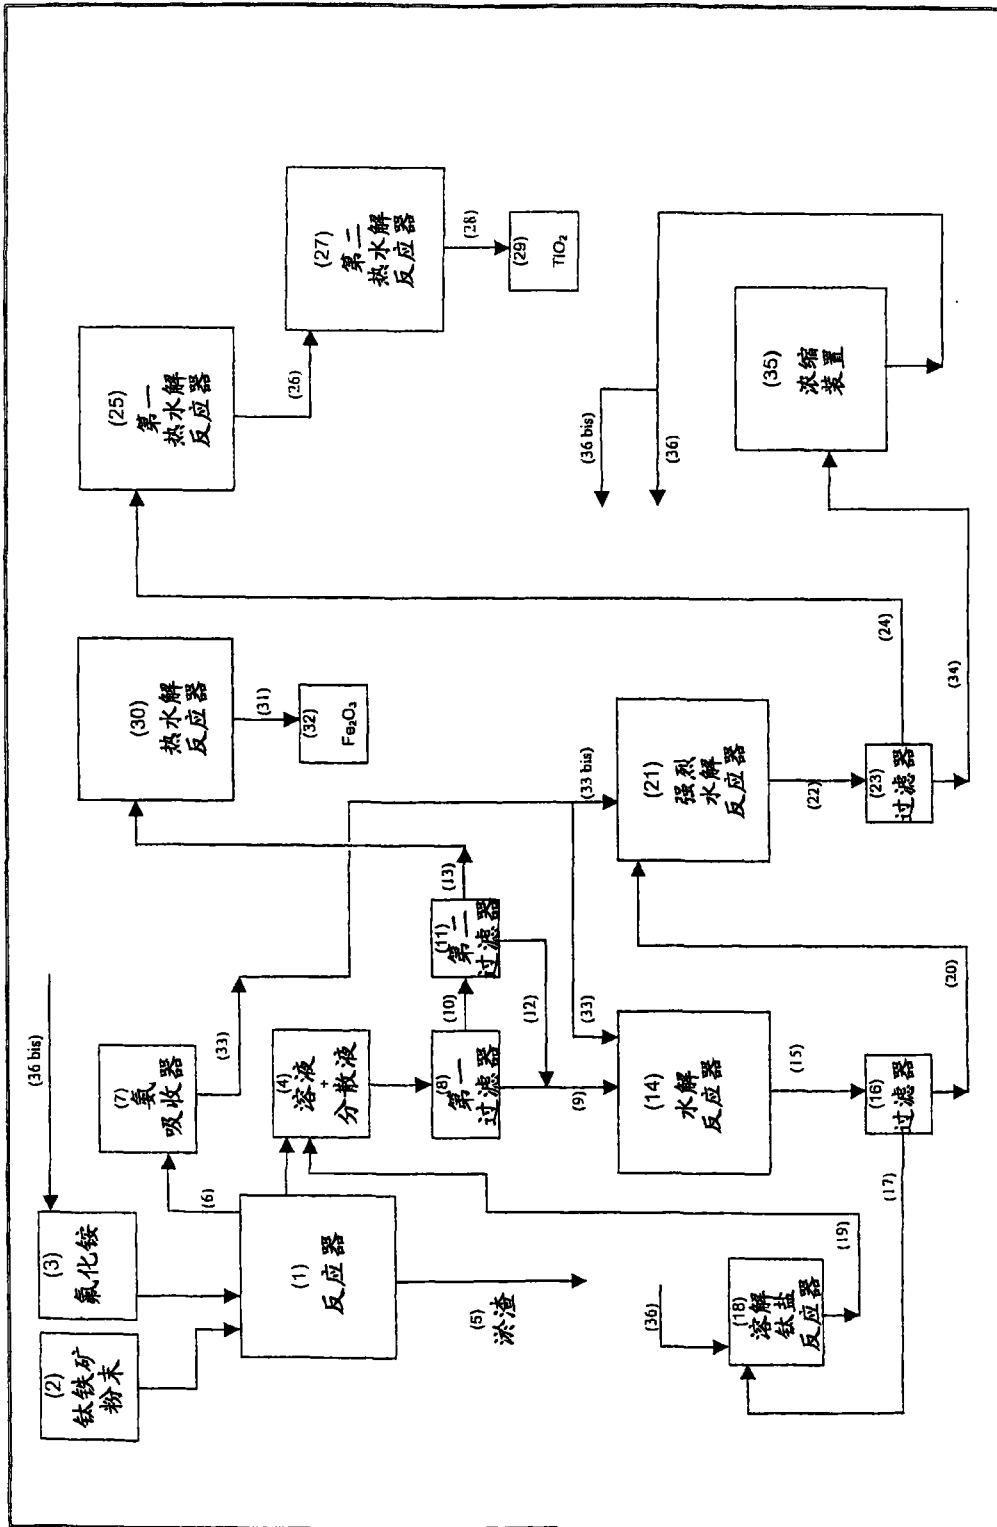 (2)
钛铁矿
粉末
(3)
氟化铵
(36 bis)
(7)
氨
吸收器
(6)
(33)
(1)
反应器
(4)
溶液
+
分散液
(5)
淤渣
(8)
第一
过滤器
(10)
(11)
第二
过滤器
(13)
(12)
(9)
(30)
热水解
反应器
(31)
(32)
Fe₂O₃
(25)
第一
热水解
反应器
(26)
(27)
第二
热水解
反应器
(28)
(29)
TiO₂
(33)
(33 bis)
(14)
水解
反应器
(15)
(16)
过滤器
(17)
(36)
(18)
溶解
钛盐
反应器
(19)
(20)
(21)
强烈
水解
反应器
(22)
(23)
过滤器
(24)
(34)
(35)
浓缩
装置
(36 bis)
(36)